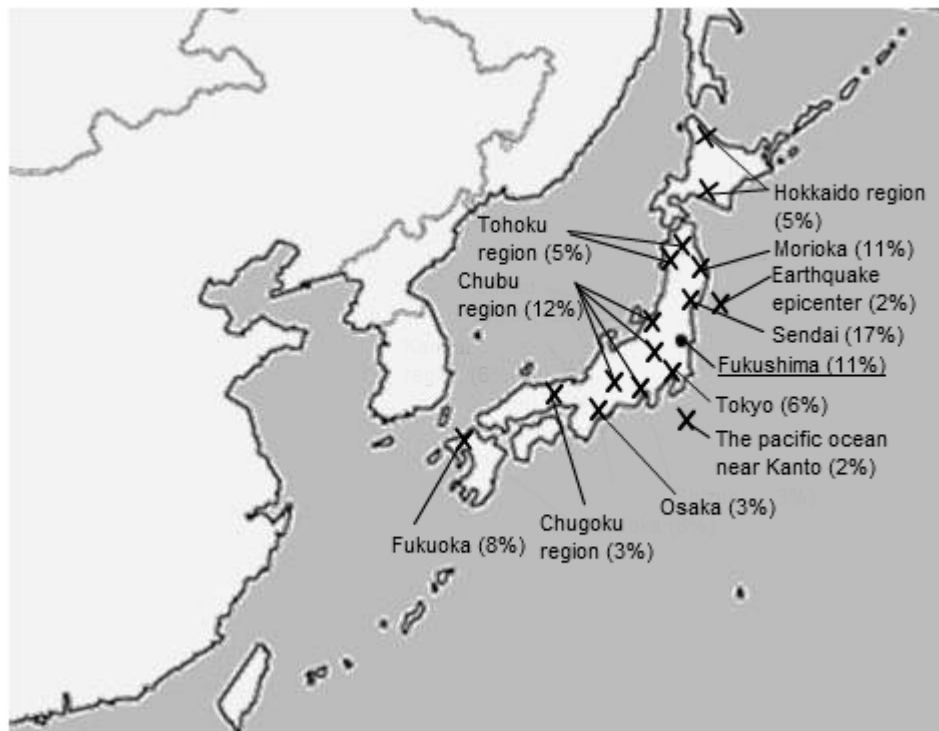 Hokkaido region
(5%)
Tohoku
region (5%)
Morioka (11%)
Chubu
region (12%)
Earthquake
epicenter (2%)
Sendai (17%)
Fukushima (11%)
Tokyo (6%)
The pacific ocean
near Kanto (2%)
Osaka (3%)
Chugoku
region (3%)
Fukuoka (8%)